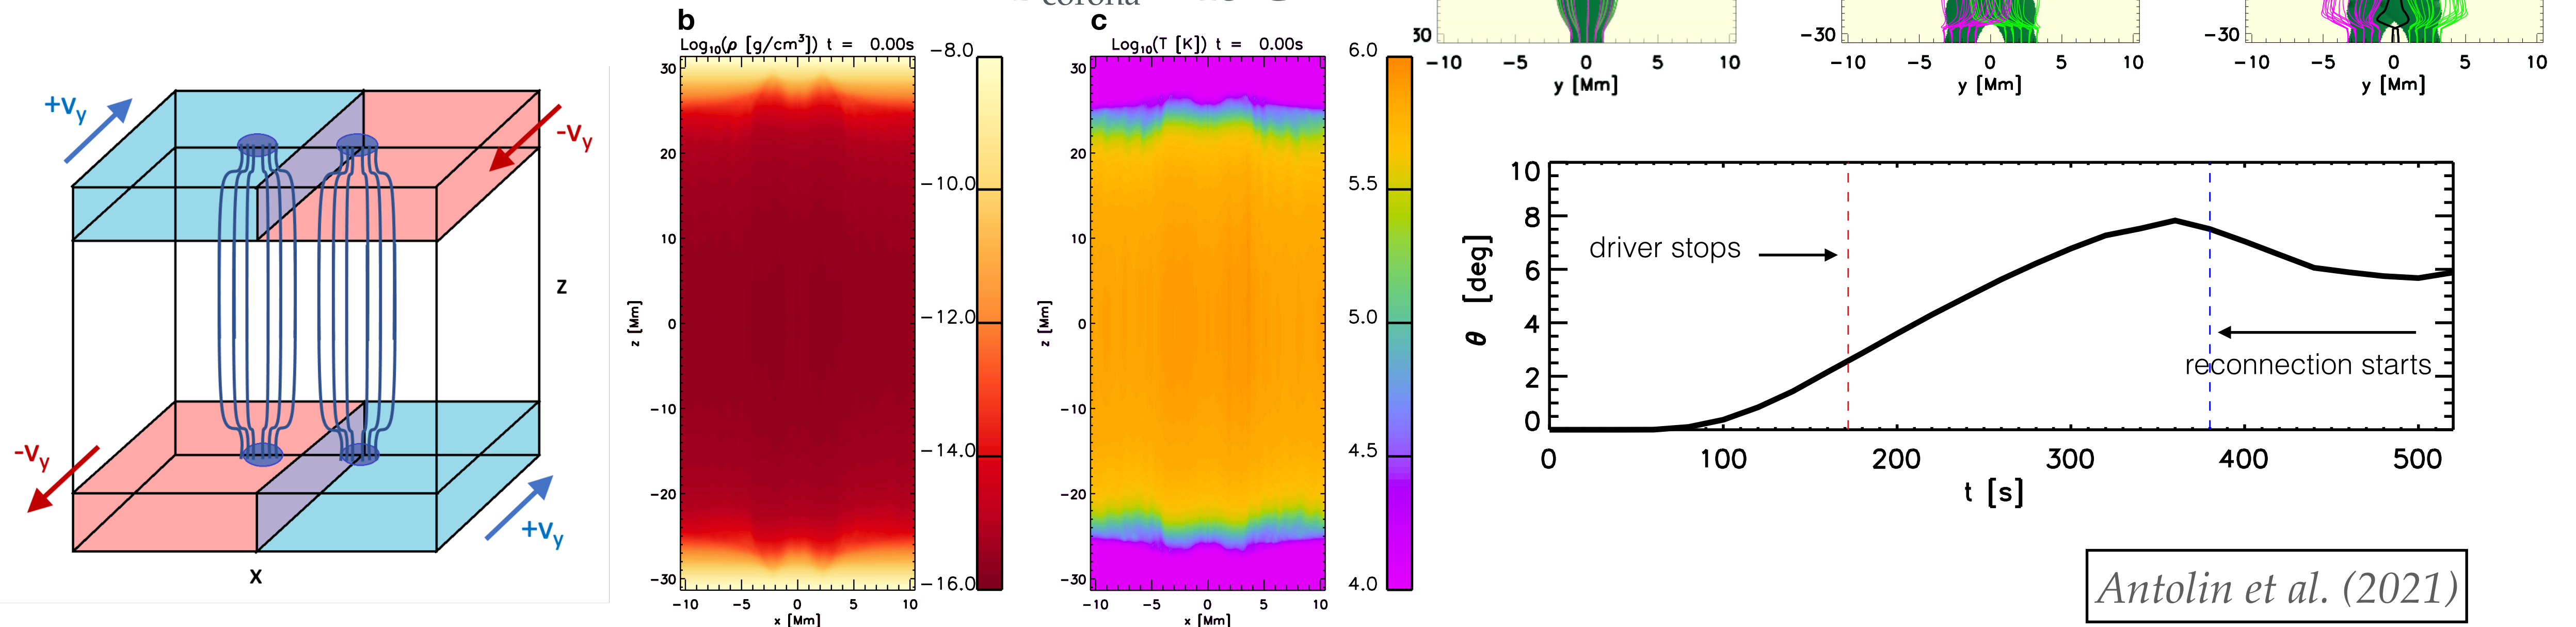 corona
b
Log10(ρ [g/cm³]) t = 0.00s
30
20
10
0
−10
−20
−30
z [Mm]
−10 −5 0 5 10
x [Mm]
−8.0
−10.0
−12.0
−14.0
−16.0
c
Log10(T [K]) t = 0.00s
30
20
10
0
−10
−20
−30
z [Mm]
−10 −5 0 5 10
x [Mm]
6.0
5.5
5.0
4.5
4.0
+vy
-vy
z
-vy
+vy
x
30
−10 −5 0 5 10
y [Mm]
−30
−10 −5 0 5 10
y [Mm]
−30
−10 −5 0 5 10
y [Mm]
10
8
6
4
2
0
θ [deg]
driver stops
reconnection starts
0 100 200 300 400 500
t [s]
Antolin et al. (2021)